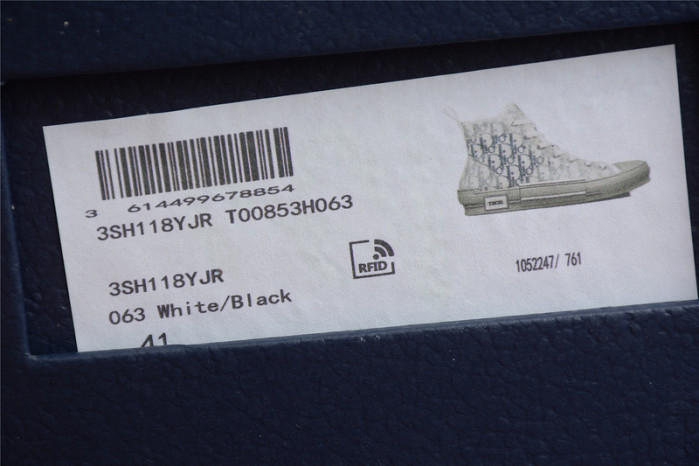 3 614499678854
3SH118YJR T00853H063
3SH118YJR
063 White/Black
41
RFID
1052247/ 761